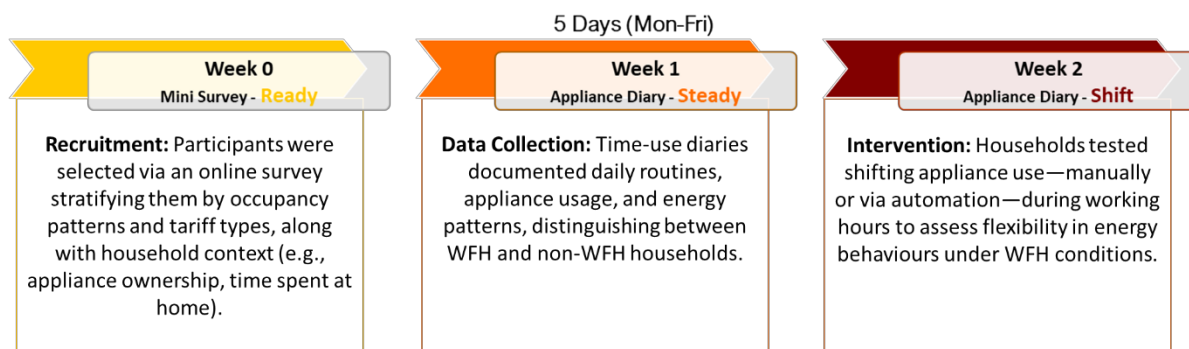 5 Days (Mon-Fri)
Week 0
Mini Survey - Ready
Recruitment: Participants were
selected via an online survey
stratifying them by occupancy
patterns and tariff types, along
with household context (e.g.,
appliance ownership, time spent at
home).
Week 1
Appliance Diary - Steady
Data Collection: Time-use diaries
documented daily routines,
appliance usage, and energy
patterns, distinguishing between
WFH and non-WFH households.
Week 2
Appliance Diary - Shift
Intervention: Households tested
shifting appliance use—manually
or via automation—during working
hours to assess flexibility in energy
behaviours under WFH conditions.